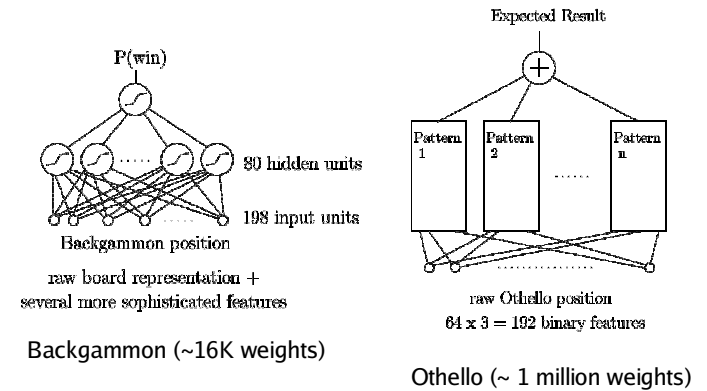 P(win)
80 hidden units
198 input units
Backgammon position
raw board representation +
several more sophisticated features
Backgammon (~16K weights)
Expected Result
+
Pattern
1
Pattern
2
Pattern
n
raw Othello position
64 x 3 = 192 binary features
Othello (~ 1 million weights)